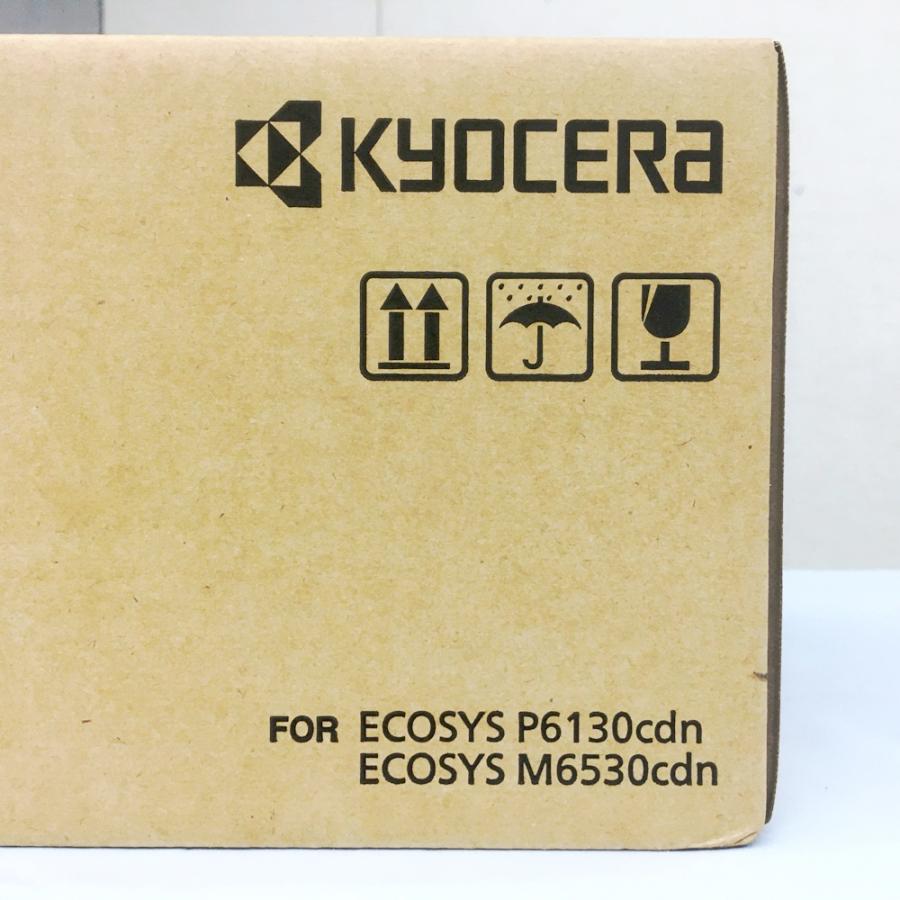 KYOCERA
FOR ECOSYS P6130cdn
ECOSYS M6530cdn